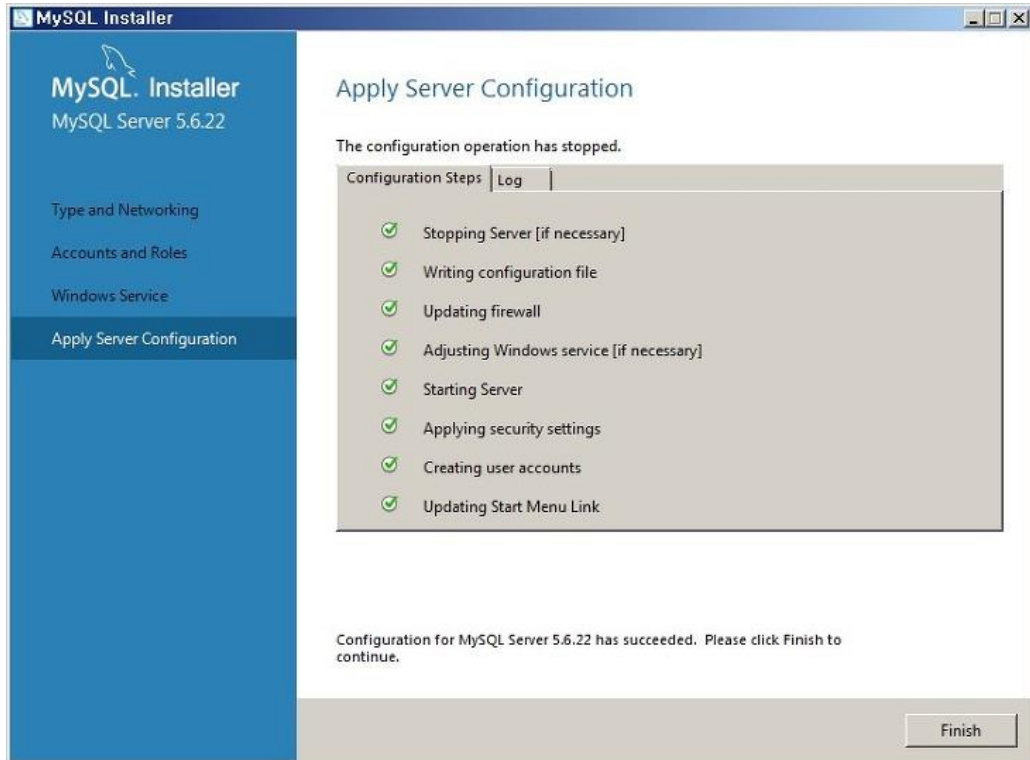 MySQL Installer
MySQL. Installer
MySQL Server 5.6.22
Type and Networking
Accounts and Roles
Windows Service
Apply Server Configuration
Apply Server Configuration
The configuration operation has stopped.
Configuration Steps
Log
Stopping Server [if necessary]
Writing configuration file
Updating firewall
Adjusting Windows service [if necessary]
Starting Server
Applying security settings
Creating user accounts
Updating Start Menu Link
Configuration for MySQL Server 5.6.22 has succeeded. Please click Finish to
continue.
Finish